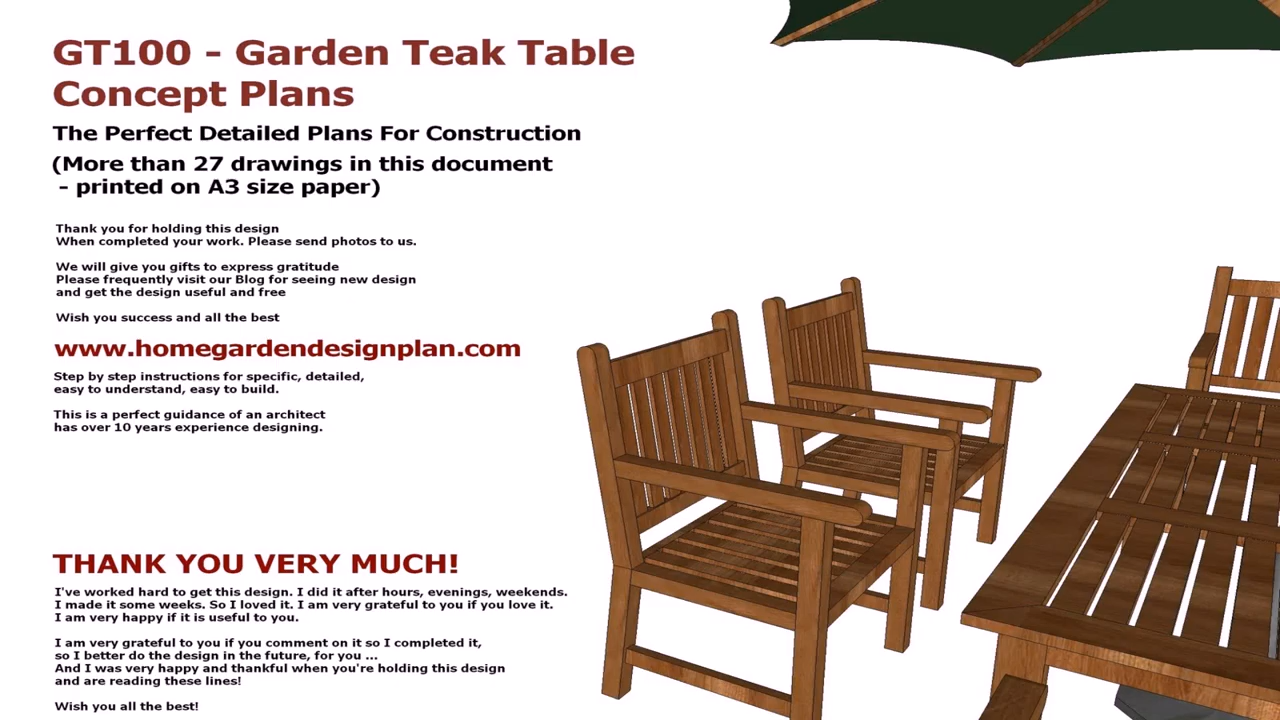 GT100 - Garden Teak Table
Concept Plans
The Perfect Detailed Plans For Construction
(More than 27 drawings in this document
- printed on A3 size paper)
Thank you for holding this design
When completed your work. Please send photos to us.
We will give you gifts to express gratitude
Please frequently visit our Blog for seeing new design
and get the design useful and free
Wish you success and all the best
www.homegardendesignplan.com
Step by step instructions for specific, detailed,
easy to understand, easy to build.
This is a perfect guidance of an architect
has over 10 years experience designing.
THANK YOU VERY MUCH!
I've worked hard to get this design. I did it after hours, evenings, weekends.
I made it some weeks. So I loved it. I am very grateful to you if you love it.
I am very happy if it is useful to you.
I am very grateful to you if you comment on it so I completed it,
so I better do the design in the future, for you ...
And I was very happy and thankful when you're holding this design
and are reading these lines!
Wish you all the best!